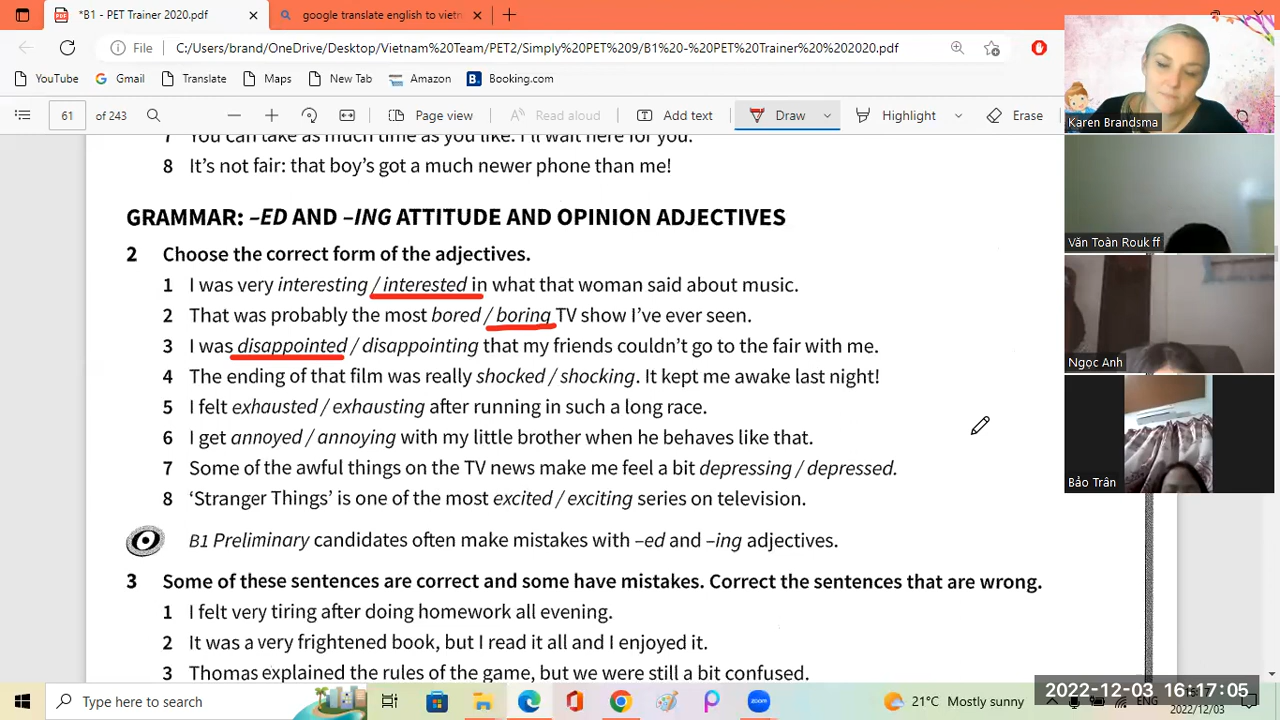 *B1 - PET Trainer 2020.pdf
google translate english to vietn
File C:/Users/brand/OneDrive/Desktop/Vietnam%20Team/PET2/Simply%20PET%209/B1%20-%20PET%20Trainer%20%202020.pdf
YouTube Gmail Translate Maps New Tab Amazon Booking.com
61 of 243 Page view Read aloud Add text Draw Highlight Erase
7 You can take as much time as you like. I'll wait here for you.
8 It's not fair: that boy's got a much newer phone than me!
GRAMMAR: –ED AND –ING ATTITUDE AND OPINION ADJECTIVES
2 Choose the correct form of the adjectives.
1 I was very interesting / interested in what that woman said about music.
2 That was probably the most bored / boring TV show I've ever seen.
3 I was disappointed / disappointing that my friends couldn't go to the fair with me.
4 The ending of that film was really shocked / shocking. It kept me awake last night!
5 I felt exhausted / exhausting after running in such a long race.
6 I get annoyed / annoying with my little brother when he behaves like that.
7 Some of the awful things on the TV news make me feel a bit depressing / depressed.
8 'Stranger Things' is one of the most excited / exciting series on television.
B1 Preliminary candidates often make mistakes with –ed and –ing adjectives.
3 Some of these sentences are correct and some have mistakes. Correct the sentences that are wrong.
1 I felt very tiring after doing homework all evening.
2 It was a very frightened book, but I read it all and I enjoyed it.
3 Thomas explained the rules of the game, but we were still a bit confused.
Karen Brandsma
Văn Toàn Rouk ff
Ngọc Anh
Bảo Trân
Type here to search
zoom
21°C Mostly sunny
ENG
2022-12-03 16:17:05
2022/12/03